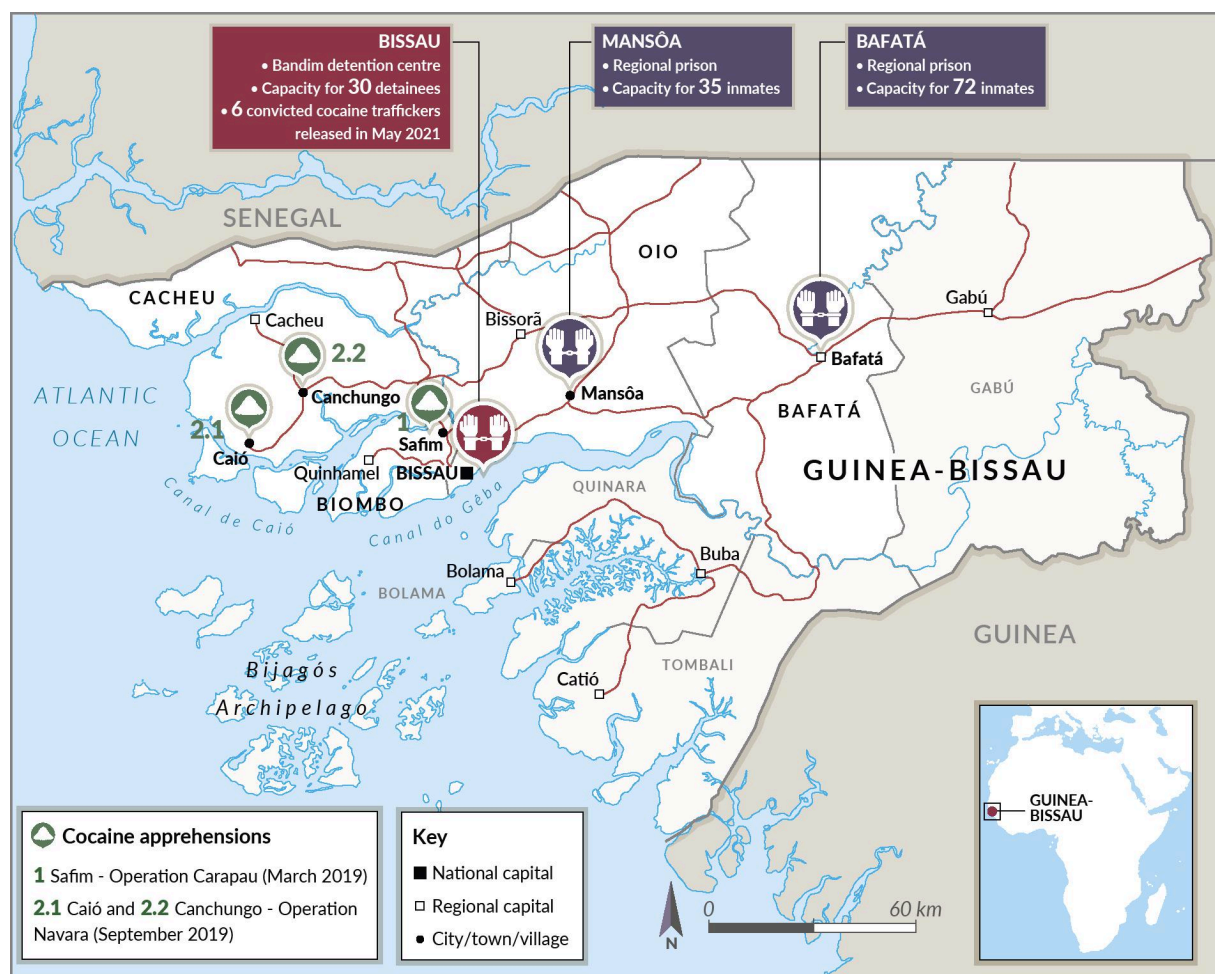 BISSAU
• Bandim detention centre
• Capacity for 30 detainees
• 6 convicted cocaine traffickers
released in May 2021
MANSÔA
• Regional prison
• Capacity for 35 inmates
BAFATÁ
• Regional prison
• Capacity for 72 inmates
SENEGAL
OIO
CACHEU
Cacheu
Bissorã
Gabú
2.2
Bafatá
ATLANTIC
OCEAN
Canchungo
Mansôa
GABÚ
BAFATÁ
2.1
1
Safim
Caió
Quinhamel
BISSAU
GUINEA-BISSAU
BIOMBO
QUINARA
Canal de Caió
Canal do Gêba
Buba
Bolama
BOLAMA
GUINEA
Bijagós
Archipelago
TOMBALI
Catió
Cocaine apprehensions
1 Safim - Operation Carapau (March 2019)
2.1 Caió and 2.2 Canchungo - Operation
Navara (September 2019)
Key
National capital
Regional capital
City/town/village
N
0 60 km
GUINEA-
BISSAU